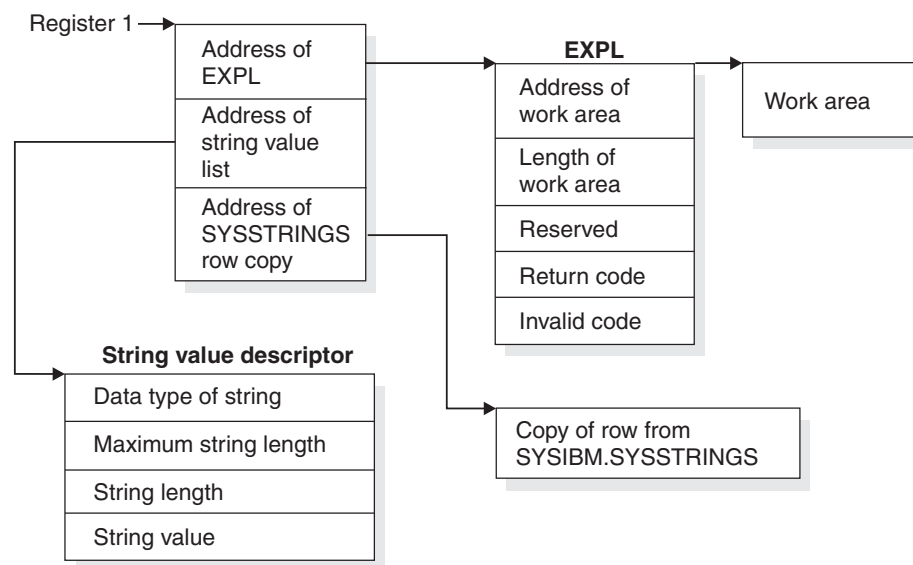 Register 1
Address of
EXPL
Address of
string value
list
Address of
SYSSTRINGS
row copy
EXPL
Address of
work area
Length of
work area
Reserved
Return code
Invalid code
Work area
String value descriptor
Data type of string
Maximum string length
String length
String value
Copy of row from
SYSIBM.SYSSTRINGS